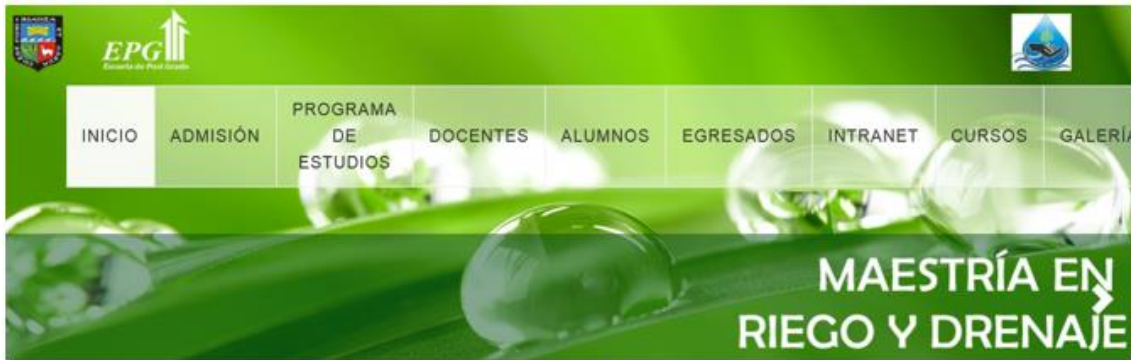 EPG
Escuela de Post Grado
INICIO
ADMISIÓN
PROGRAMA
DE
ESTUDIOS
DOCENTES
ALUMNOS
EGRESADOS
INTRANET
CURSOS
GALERÍA
MAESTRÍA EN
RIEGO Y DRENAJE